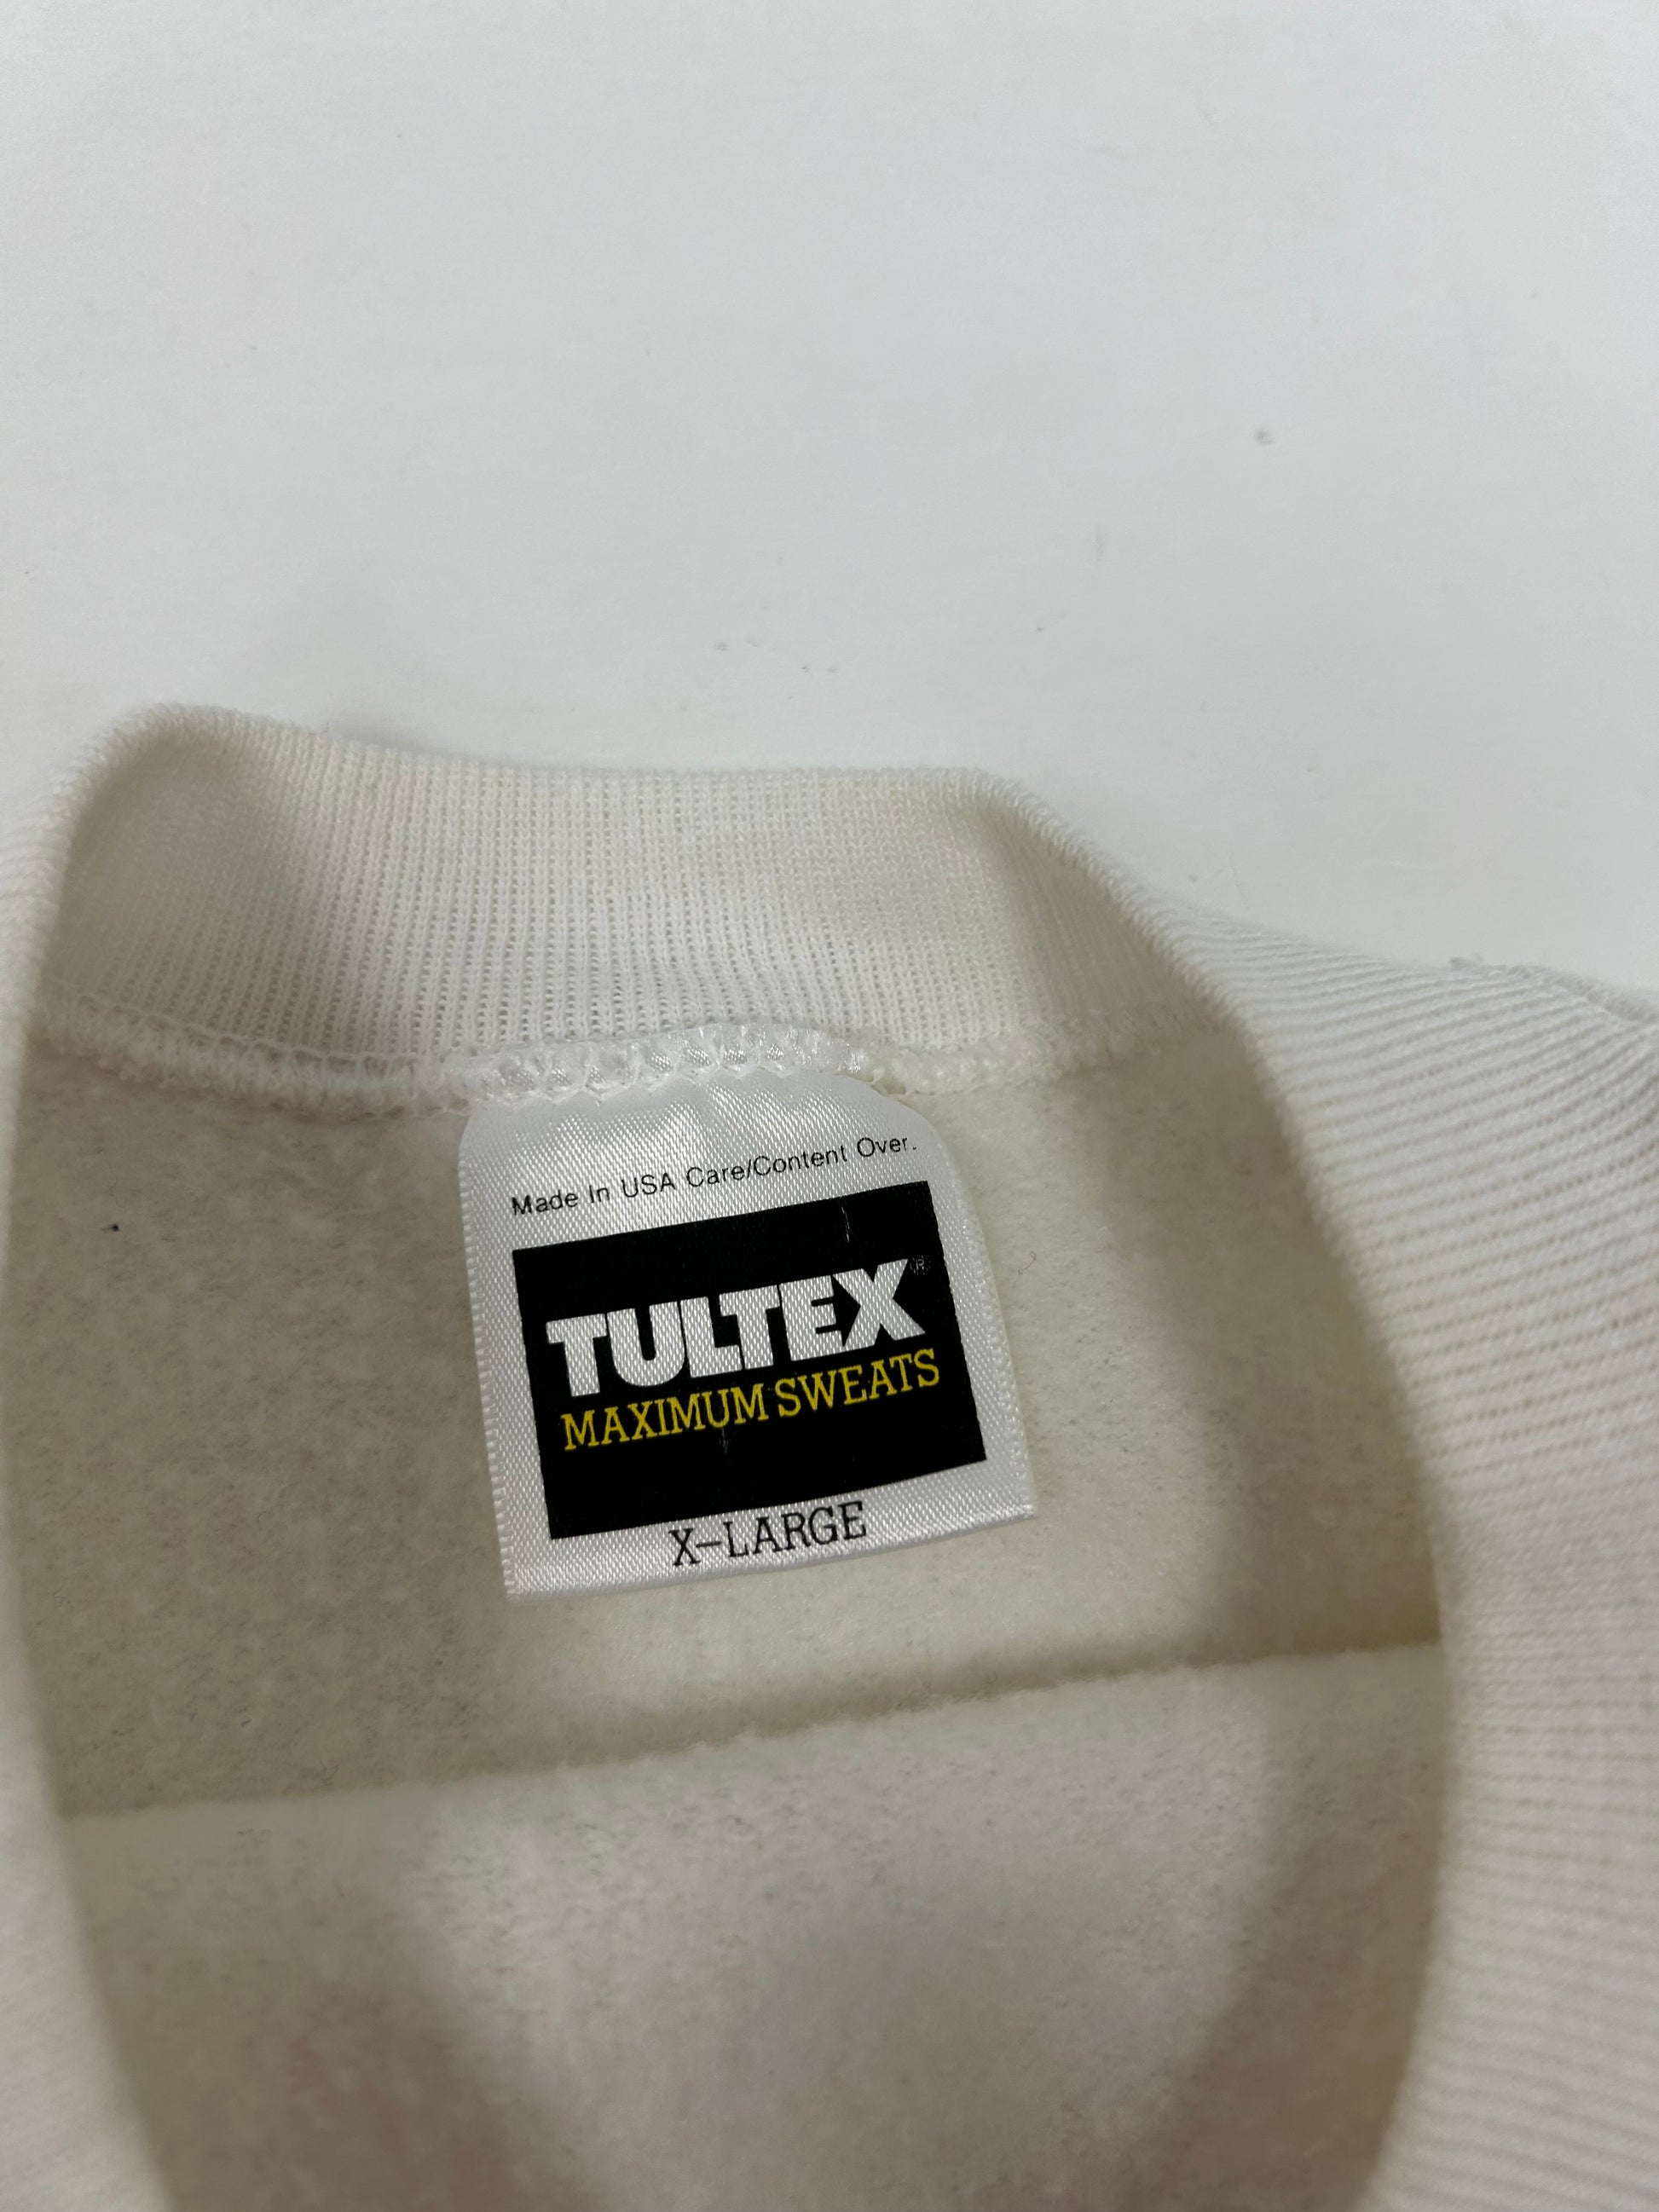 Made In USA Care/Content Over.
TULTEX®
MAXIMUM SWEATS
X-LARGE